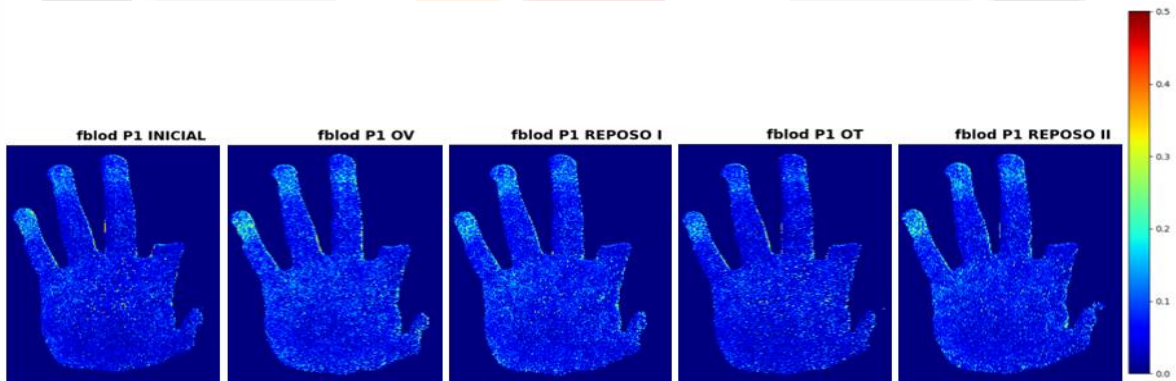 fblod P1 INICIAL
fblod P1 OV
fblod P1 REPOSO I
fblod P1 OT
fblod P1 REPOSO II
0.5
0.4
0.3
0.2
0.1
0.0